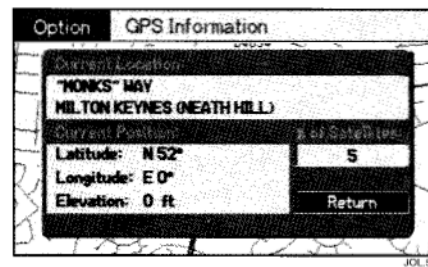 Option GPS Information
Current Location:
"MONKS" WAY
MILTON KEYNES (NEATH HILL)
Current Position: # of Satellites:
Latitude: N 52° 5
Longitude: E 0°
Elevation: 0 ft Return